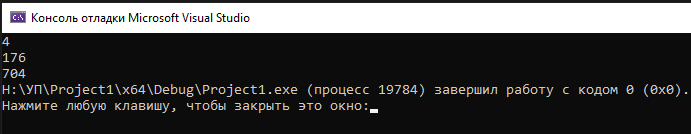 Консоль отладки Microsoft Visual Studio
4
176
704
H:\УП\Project1\x64\Debug\Project1.exe (процесс 19784) завершил работу с кодом 0 (0x0).
Нажмите любую клавишу, чтобы закрыть это окно: